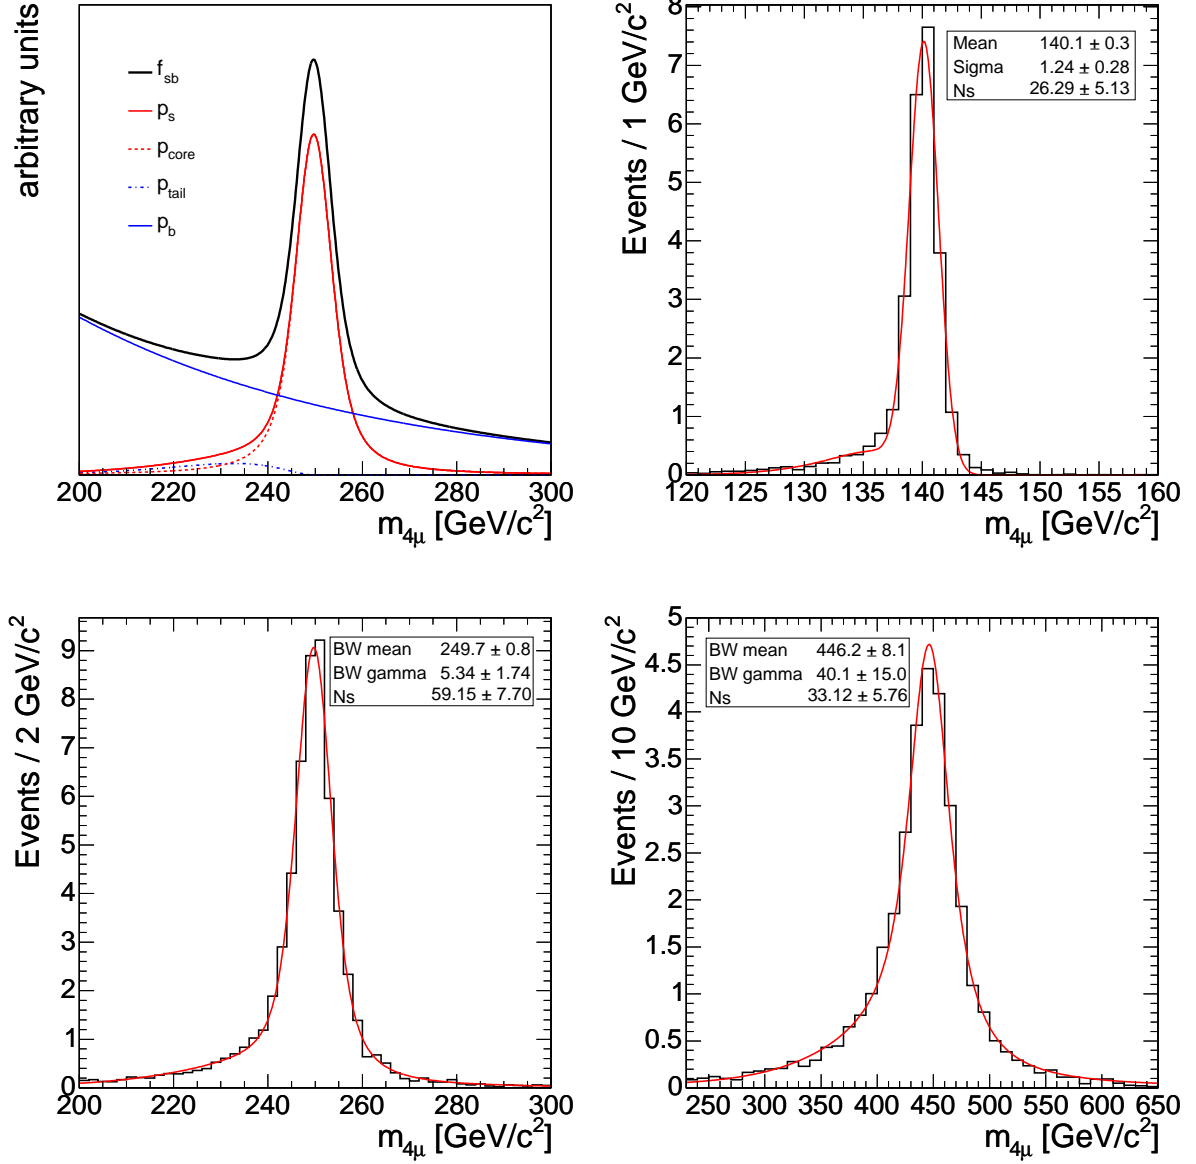 arbitrary units
f_sb
p_s
p_core
p_tail
p_b
200 220 240 260 280 300
m_4μ [GeV/c²]
Events / 1 GeV/c²
8
7
6
5
4
3
2
1
0
Mean 140.1 ± 0.3
Sigma 1.24 ± 0.28
Ns 26.29 ± 5.13
120 125 130 135 140 145 150 155 160
m_4μ [GeV/c²]
Events / 2 GeV/c²
9
8
7
6
5
4
3
2
1
0
BW mean 249.7 ± 0.8
BW gamma 5.34 ± 1.74
Ns 59.15 ± 7.70
200 220 240 260 280 300
m_4μ [GeV/c²]
Events / 10 GeV/c²
5
4.5
4
3.5
3
2.5
2
1.5
1
0.5
0
BW mean 446.2 ± 8.1
BW gamma 40.1 ± 15.0
Ns 33.12 ± 5.76
250 300 350 400 450 500 550 600 650
m_4μ [GeV/c²]